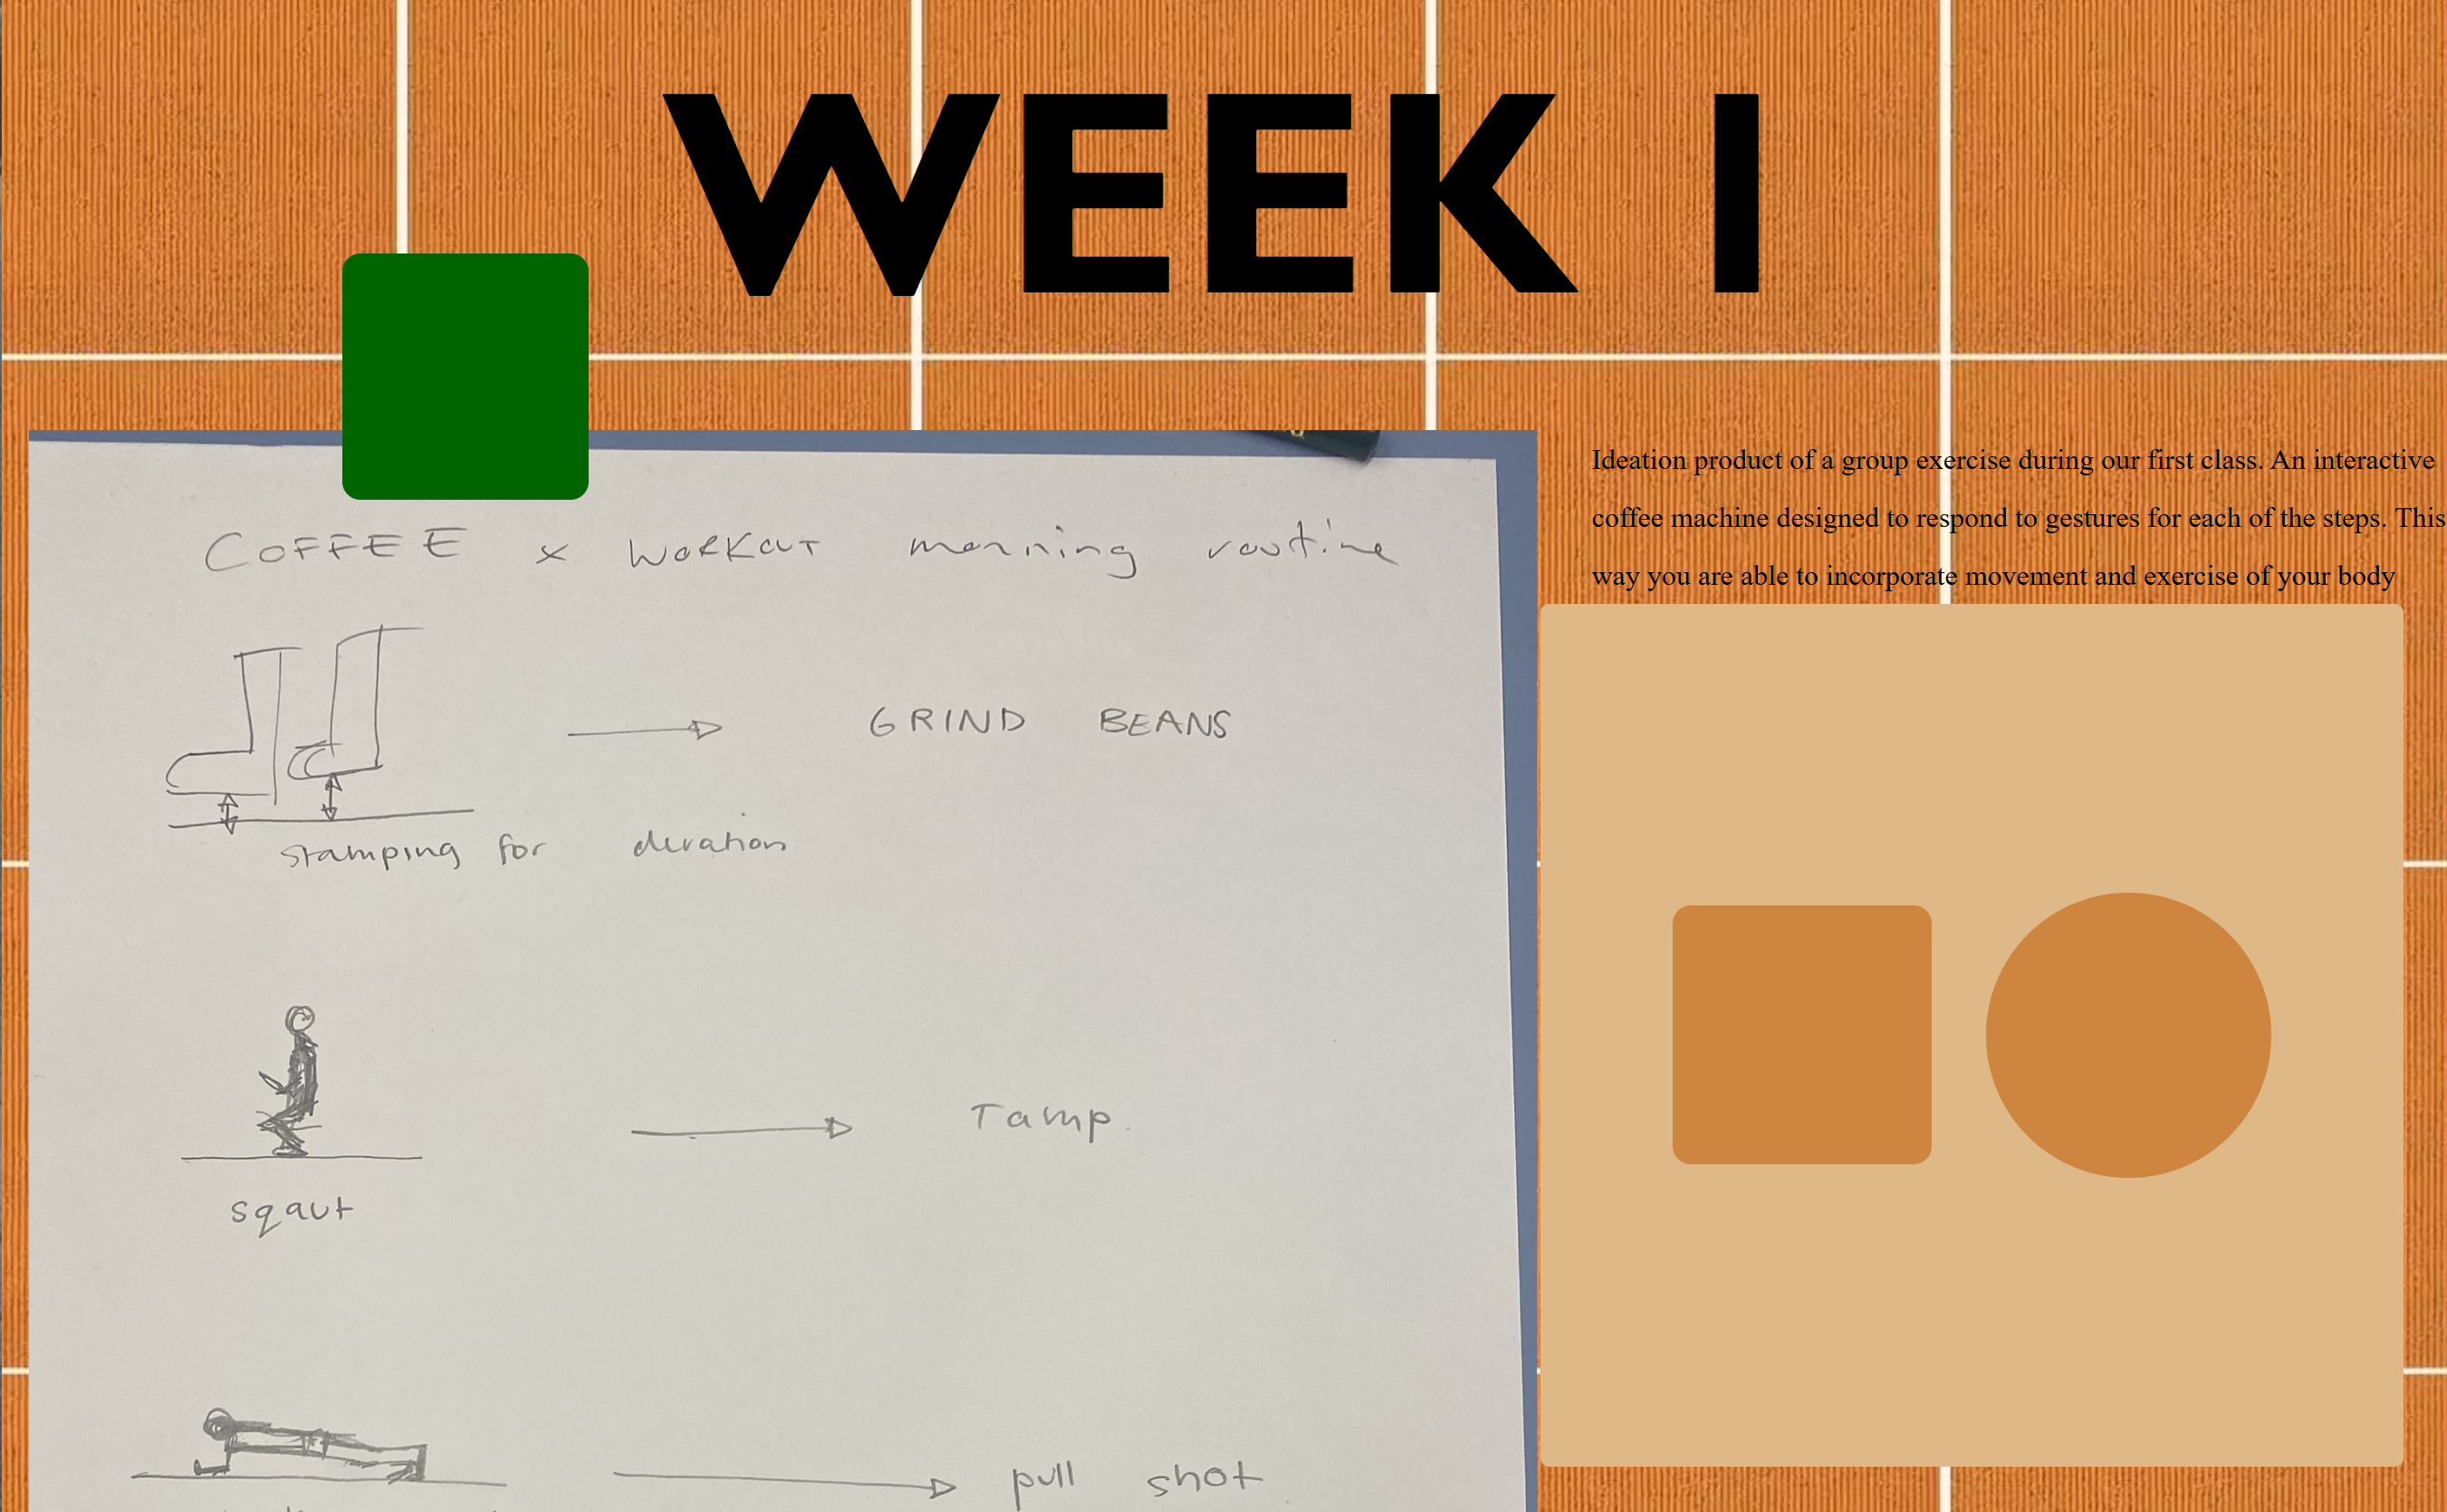 WEEK 1
Ideation product of a group exercise during our first class. An interactive
coffee machine designed to respond to gestures for each of the steps. This
way you are able to incorporate movement and exercise of your body
COFFEE x WORKOUT morning routine
GRIND BEANS
stamping for duration
Tamp.
sqaut
pull shot